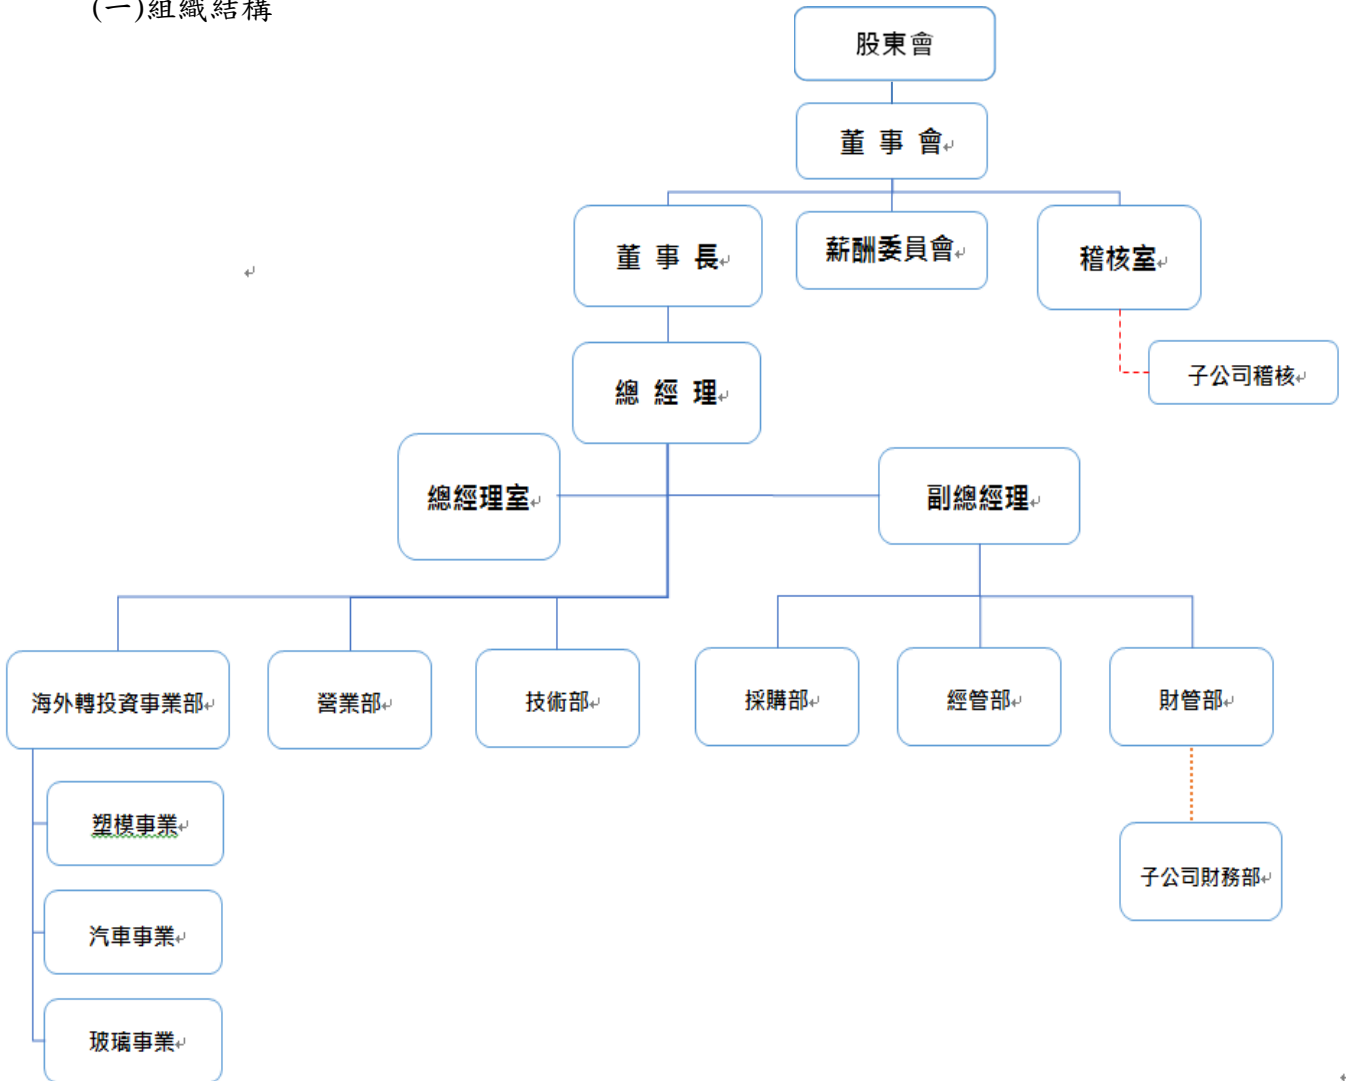 (一)組織結構
股東會
董 事 會
董 事 長
薪酬委員會
稽核室
子公司稽核
總 經 理
總經理室
副總經理
海外轉投資事業部
營業部
技術部
採購部
經管部
財管部
塑模事業
汽車事業
玻璃事業
子公司財務部